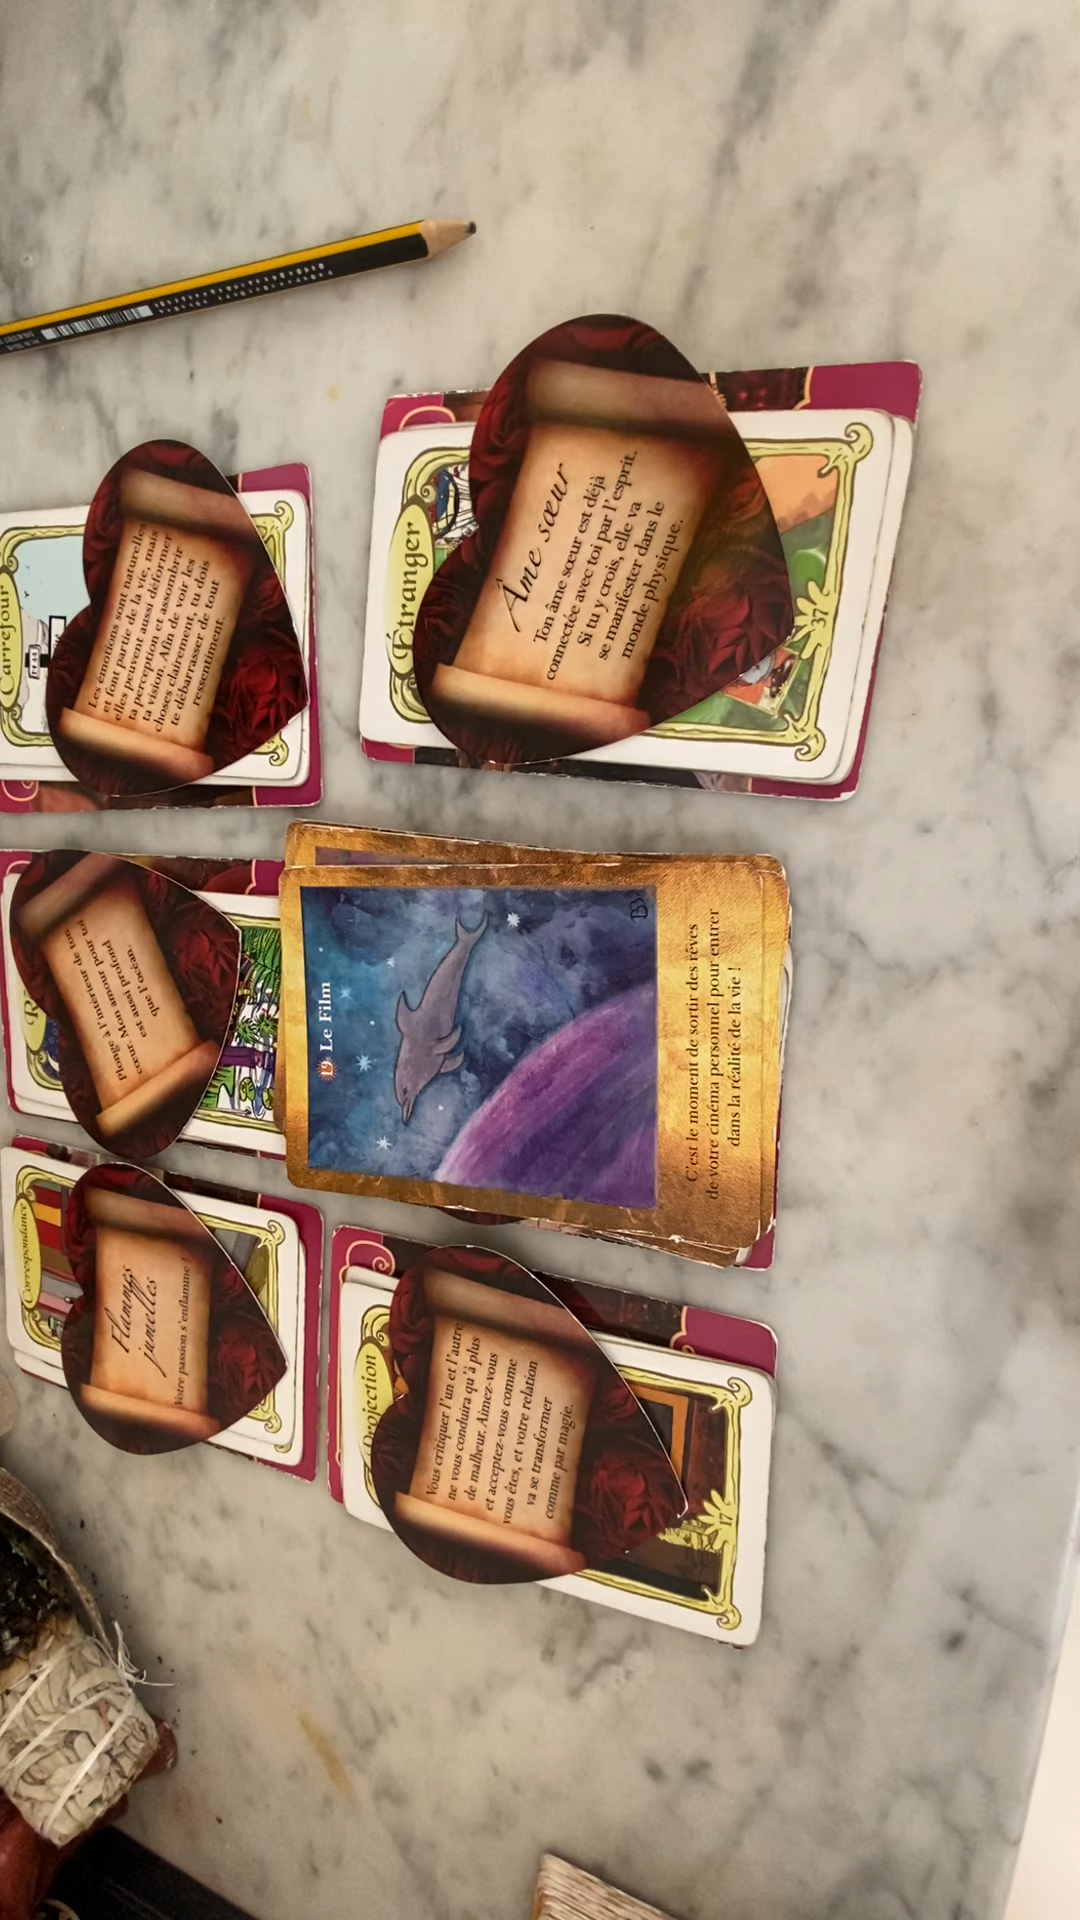 Carrefour
Les émotions sont naturelles
et font partie de la vie, mais
elles peuvent aussi déformer
ta perception et assombrir
ta vision. Afin de voir les
choses clairement, tu dois
te débarrasser de tout
ressentiment.
Étranger
Âme sœur
Ton âme sœur est déjà
connectée avec toi par l'esprit.
Si tu y crois, elle va
se manifester dans le
monde physique.
37
Plonge à l'intérieur de ton
cœur. Mon amour pour toi
est aussi profond
que l'océan.
19 Le Film
BB
C'est le moment de sortir des rêves
de votre cinéma personnel pour entrer
dans la réalité de la vie !
Correspondance
Flammes
jumelles
Votre passion s'enflamme!
Projection
Vous critiquer l'un et l'autre
ne vous conduira qu'à plus
de malheur. Aimez-vous
et acceptez-vous comme
vous êtes, et votre relation
va se transformer
comme par magie.
17